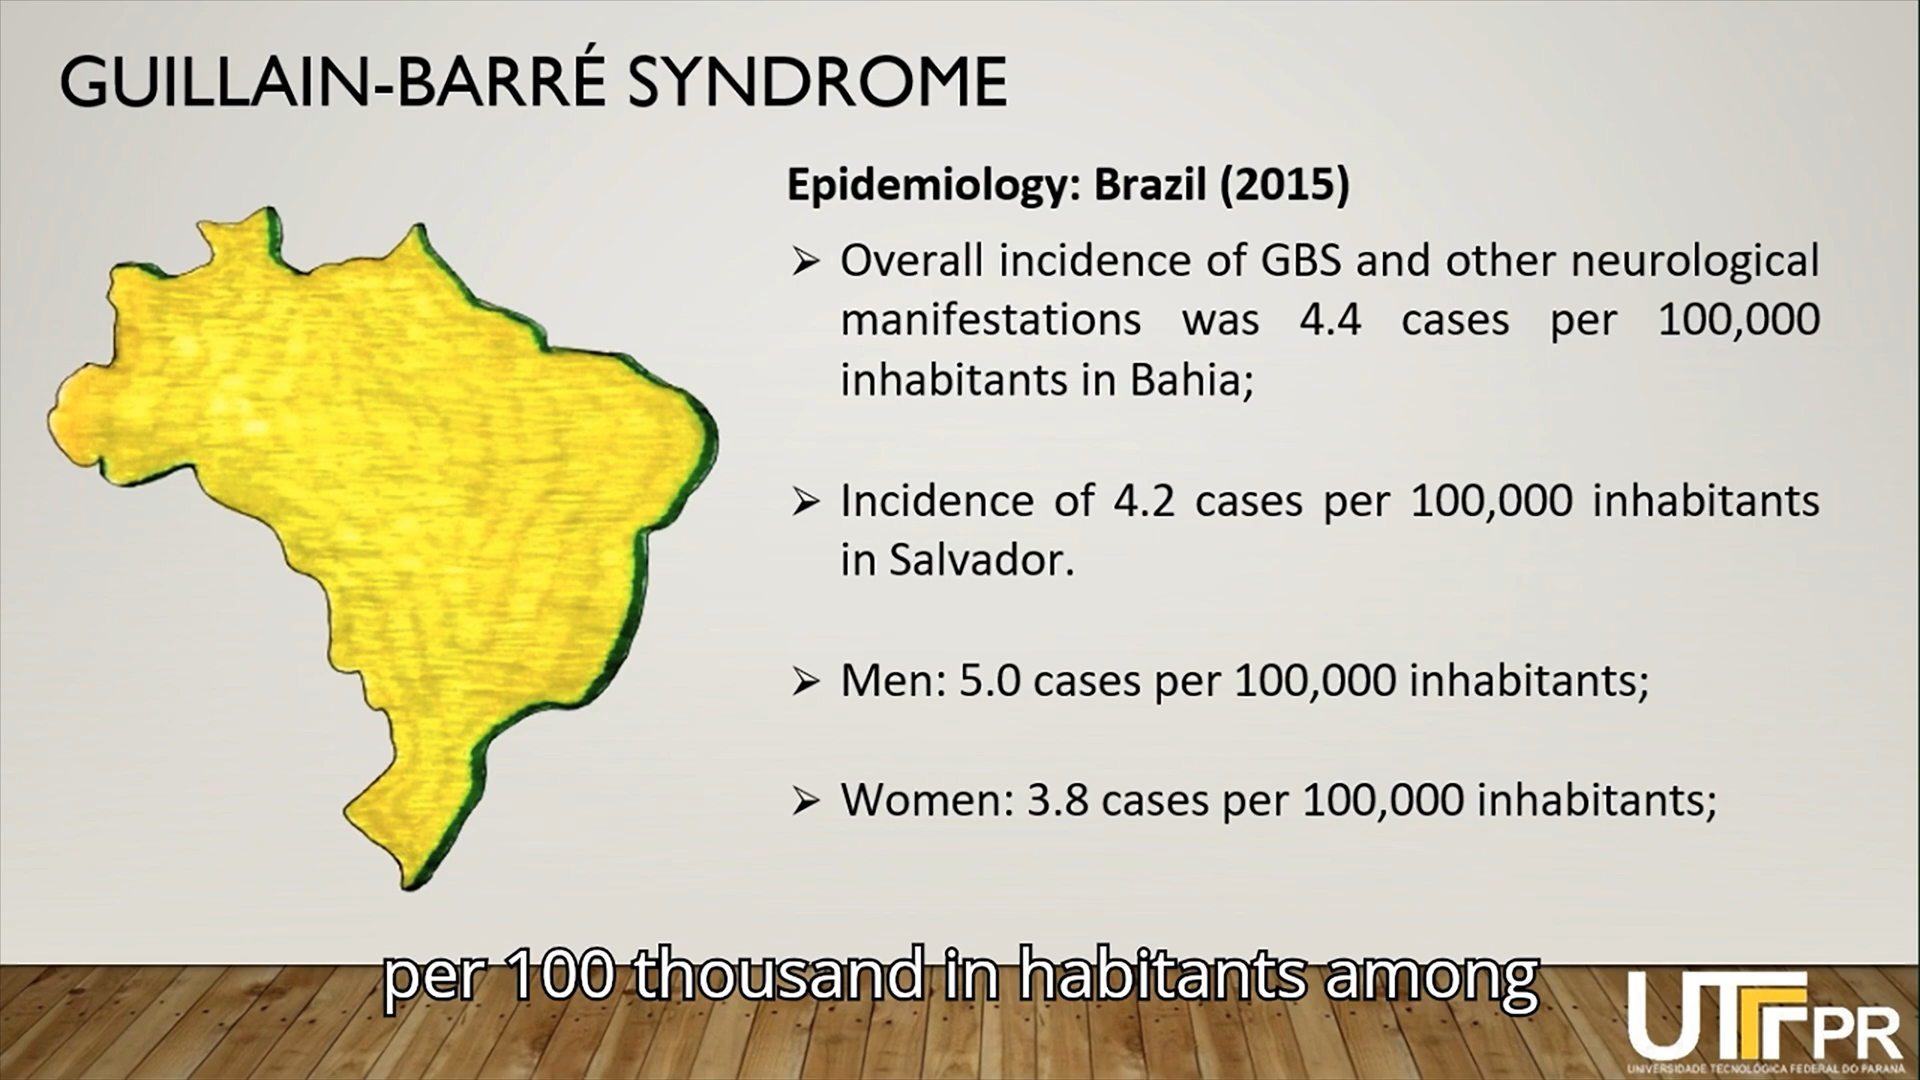 GUILLAIN-BARRÉ SYNDROME
Epidemiology: Brazil (2015)
➢ Overall incidence of GBS and other neurological
manifestations was 4.4 cases per 100,000
inhabitants in Bahia;
➢ Incidence of 4.2 cases per 100,000 inhabitants
in Salvador.
➢ Men: 5.0 cases per 100,000 inhabitants;
➢ Women: 3.8 cases per 100,000 inhabitants;
per 100 thousand in habitants among
UTFPR
UNIVERSIDADE TECNOLÓGICA FEDERAL DO PARANÁ